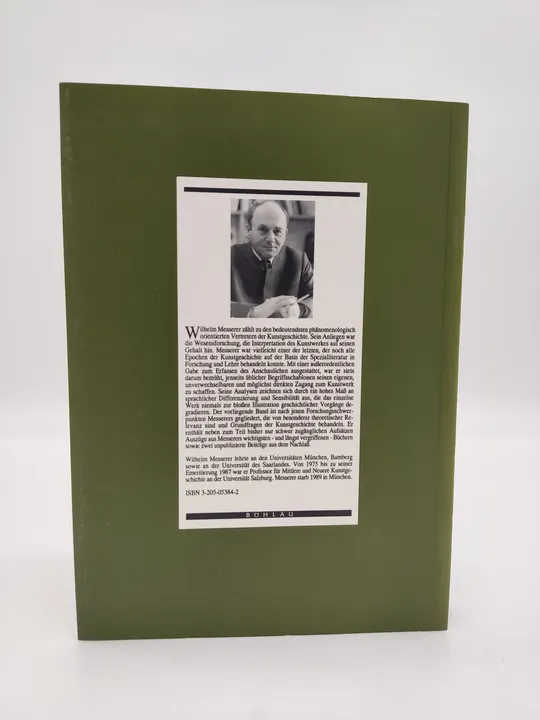 Wilhelm Messerer zählt zu den bedeutendsten phänomenologisch
orientierten Vertretern der Kunstgeschichte. Sein Anliegen war
die Wesensforschung, die Interpretation des Kunstwerkes auf seinen
Gehalt hin. Messerer war vielleicht einer der letzten, der noch alle
Epochen der Kunstgeschichte auf der Basis der Spezialliteratur in
Forschung und Lehre behandeln konnte. Mit einer außerordentlichen
Gabe zum Erfassen des Anschaulichen ausgestattet, war er stets
darum bemüht, jenseits üblicher Begriffsschablonen seinen eigenen,
unverwechselbaren und möglichst direkten Zugang zum Kunstwerk
zu schaffen. Seine Analysen zeichnen sich durch ein hohes Maß an
sprachlicher Differenzierung und Sensibilität aus, die das einzelne
Werk niemals zur bloßen Illustration geschichtlicher Vorgänge de-
gradieren. Der vorliegende Band ist nach jenen Forschungsschwer-
punkten Messerers gegliedert, die von besonderer theoretischer Re-
levanz sind und Grundfragen der Kunstgeschichte behandeln. Er
enthält neben zum Teil bisher nur schwer zugänglichen Aufsätzen
Auszüge aus Messerers wichtigsten - und längst vergriffenen - Büchern
sowie zwei unpublizierte Beiträge aus dem Nachlaß.
Wilhelm Messerer lehrte an den Universitäten München, Bamberg
sowie an der Universität des Saarlandes. Von 1975 bis zu seiner
Emeritierung 1987 war er Professor für Mittlere und Neuere Kunstge-
schichte an der Universität Salzburg. Messerer starb 1989 in München.
ISBN 3-205-05384-2
BÖHLAU